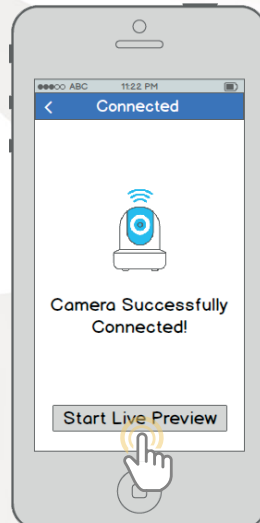 ABC 11:22 PM
Connected
Camera Successfully
Connected!
Start Live Preview